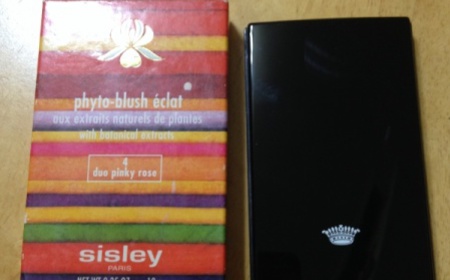 phyto-blush éclat
aux extraits naturels de plantes
with botanical extracts
4
duo pinky rose
sisley
PARIS